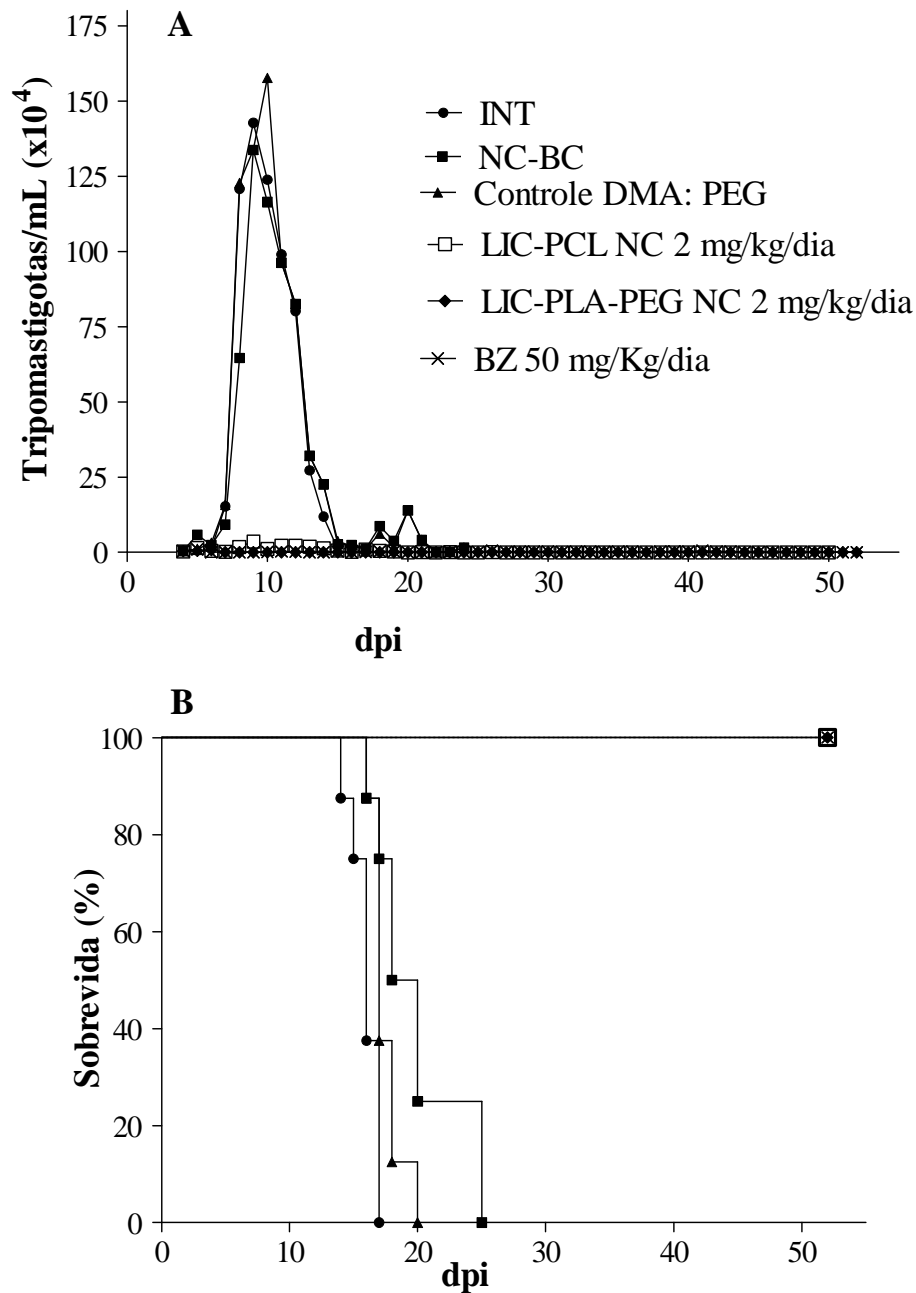 A
Tripomastigotas/mL (x10⁴)
175
150
125
100
75
50
25
0
INT
NC-BC
Controle DMA: PEG
LIC-PCL NC 2 mg/kg/dia
LIC-PLA-PEG NC 2 mg/kg/dia
BZ 50 mg/Kg/dia
0 10 20 30 40 50
dpi
B
Sobrevida (%)
100
80
60
40
20
0
0 10 20 30 40 50
dpi